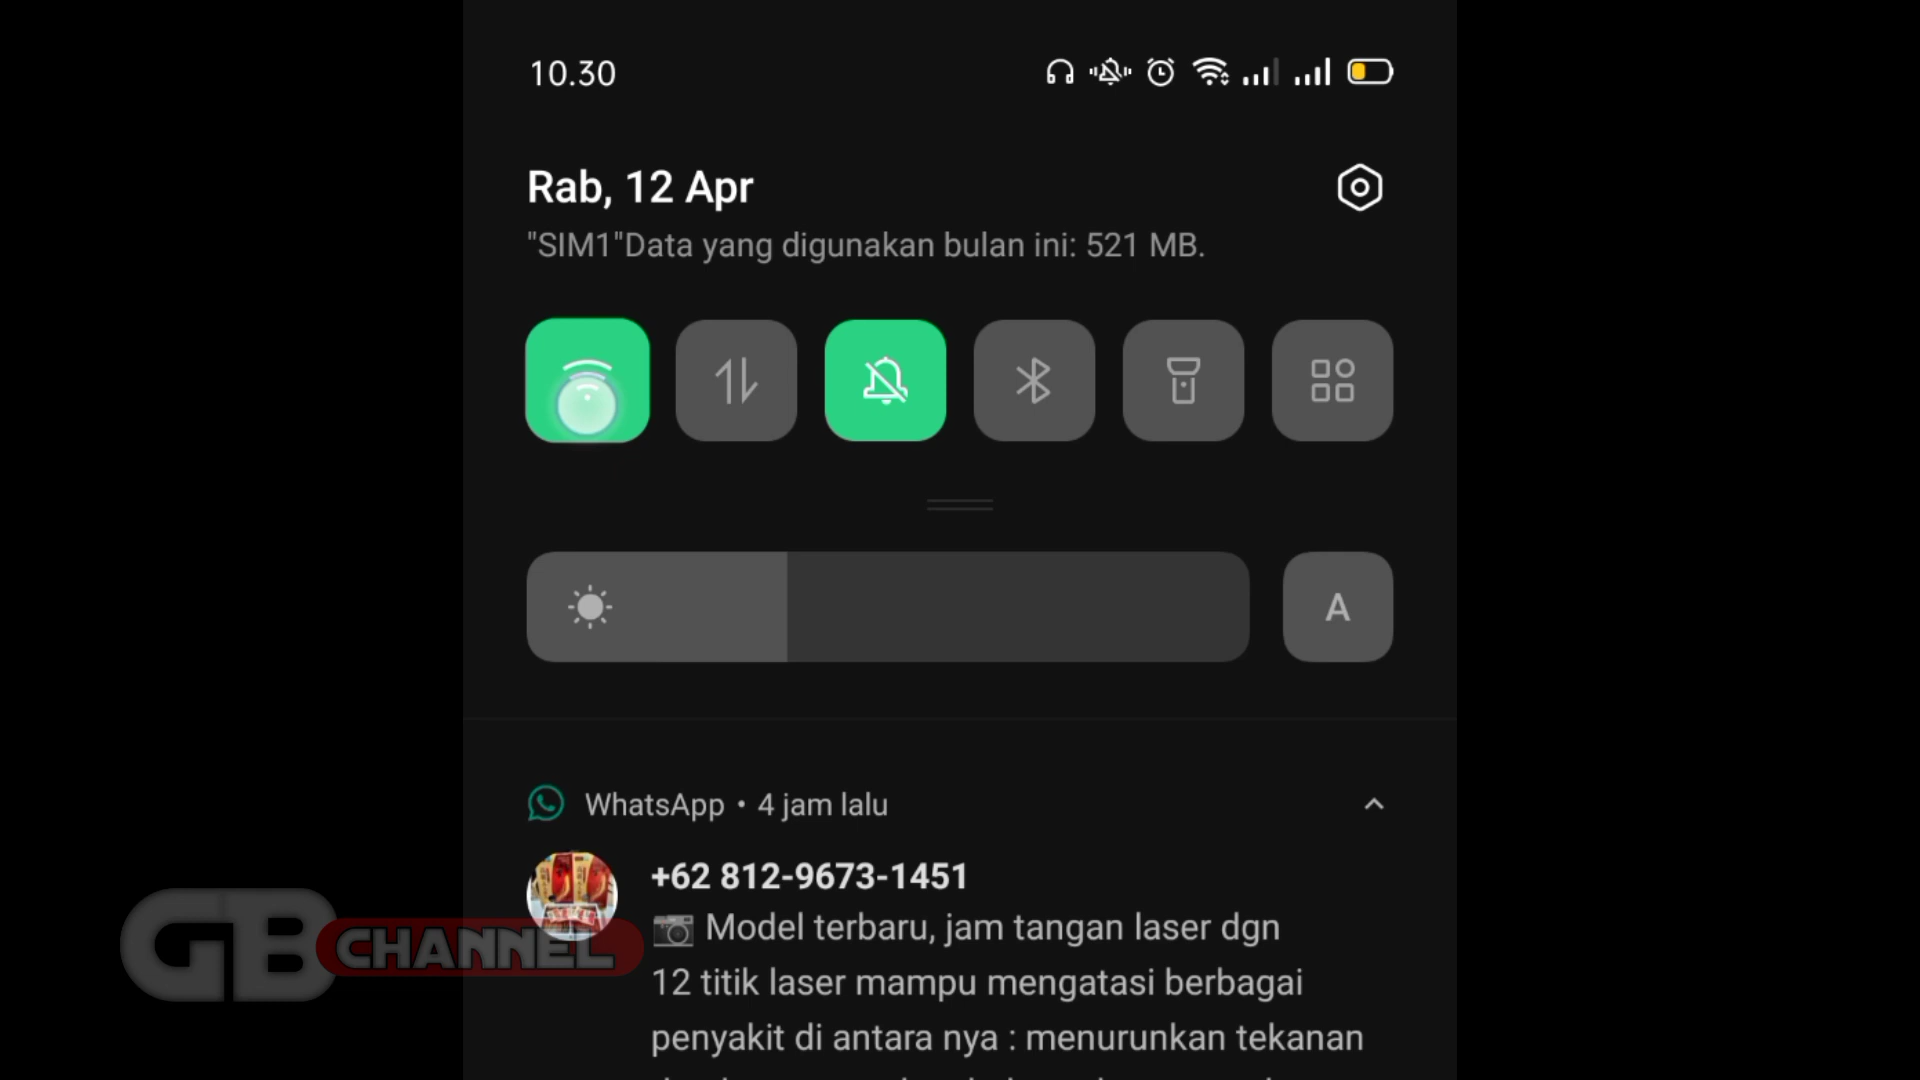 10.30
Rab, 12 Apr
"SIM1"Data yang digunakan bulan ini: 521 MB.
A
WhatsApp • 4 jam lalu
+62 812-9673-1451
📷 Model terbaru, jam tangan laser dgn
12 titik laser mampu mengatasi berbagai
penyakit di antara nya : menurunkan tekanan
GB CHANNEL